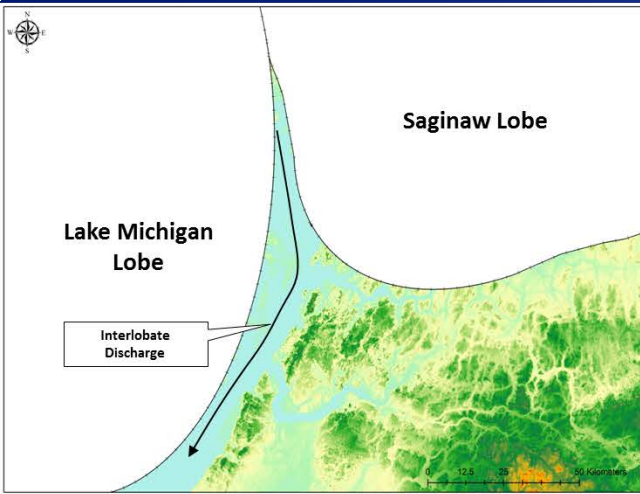 N
W E
S
Saginaw Lobe
Lake Michigan
Lobe
Interlobate
Discharge
0 12.5 25 50 Kilometers